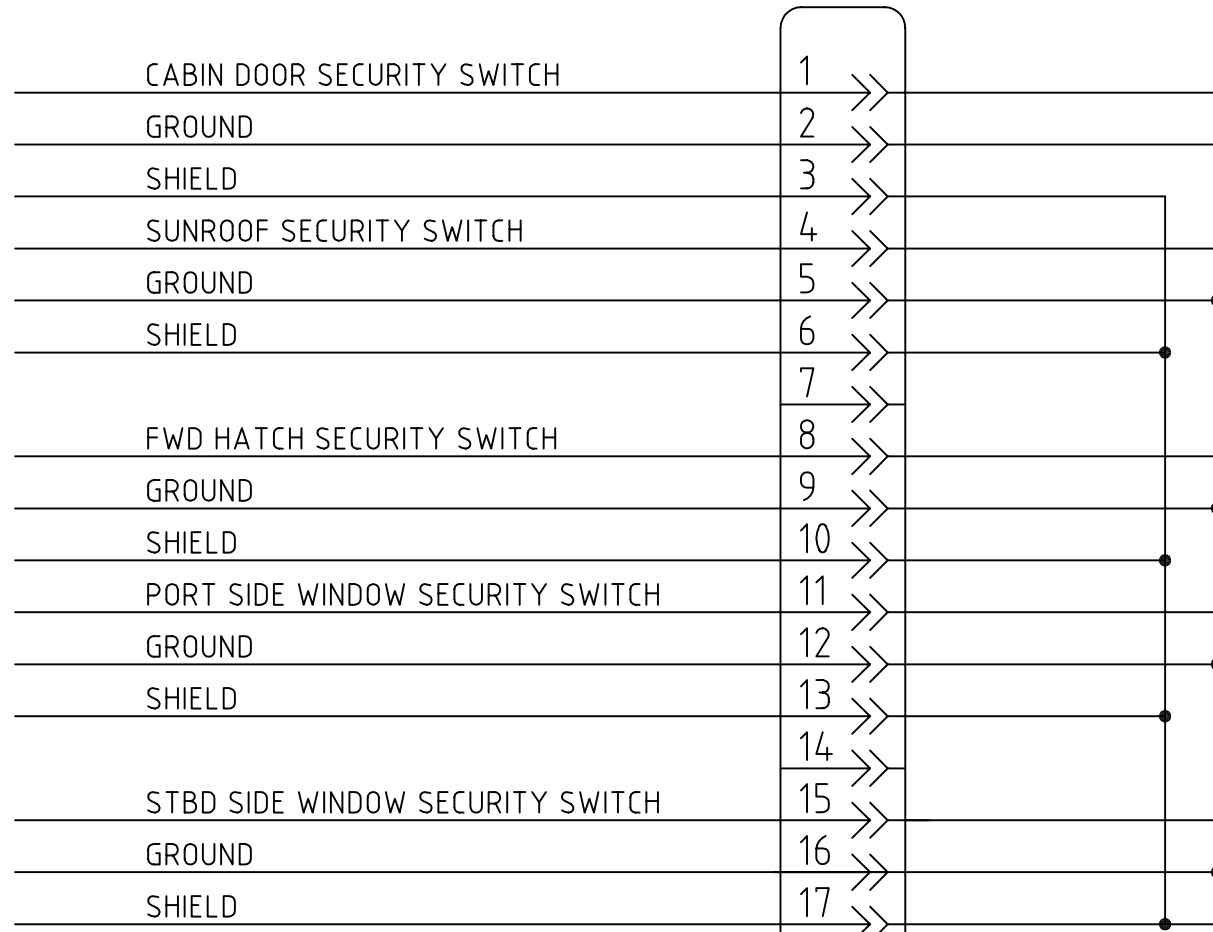 CABIN DOOR SECURITY SWITCH 1
GROUND 2
SHIELD 3
SUNROOF SECURITY SWITCH 4
GROUND 5
SHIELD 6
7
FWD HATCH SECURITY SWITCH 8
GROUND 9
SHIELD 10
PORT SIDE WINDOW SECURITY SWITCH 11
GROUND 12
SHIELD 13
14
STBD SIDE WINDOW SECURITY SWITCH 15
GROUND 16
SHIELD 17